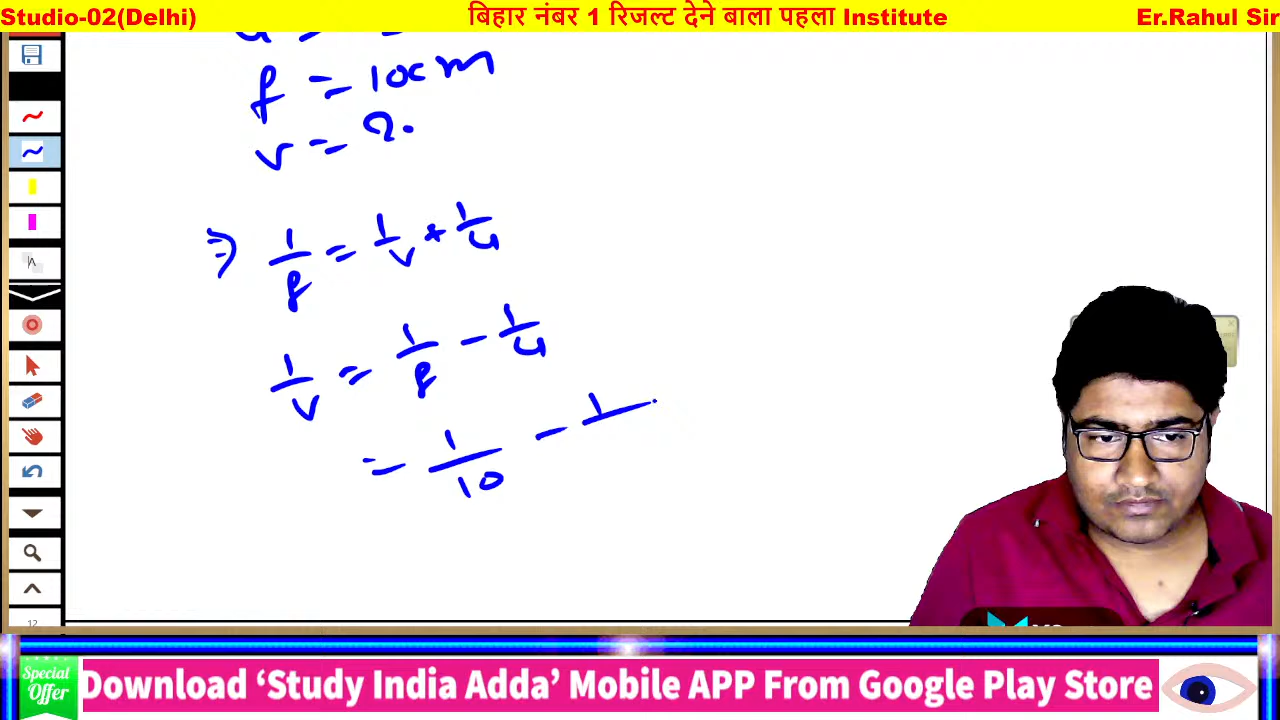 Studio-02(Delhi) बिहार नंबर 1 रिजल्ट देने बाला पहला Institute Er.Rahul Sir
f = 10cm
v = ?
⇒ 1/f = 1/v + 1/u
1/v = 1/f - 1/u
= 1/10 - 1/
12
Special Offer
Download ‘Study India Adda’ Mobile APP From Google Play Store